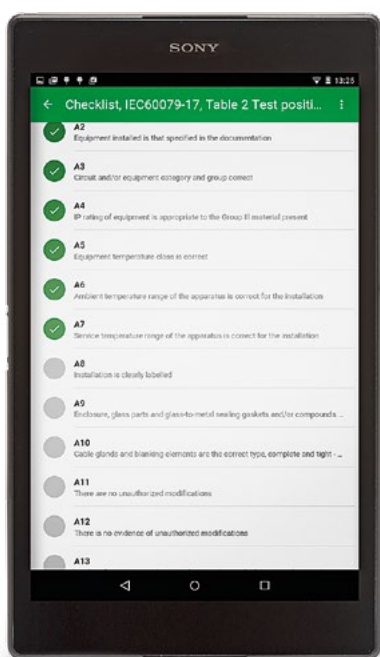 SONY
13:25
Checklist, IEC60079-17, Table 2 Test positi...
A2
Equipment installed is that specified in the documentation
A3
Circuit and/or equipment category and group correct
A4
IP rating of equipment is appropriate to the Group III material present
A5
Equipment temperature class is correct
A6
Ambient temperature range of the apparatus is correct for the installation
A7
Service temperature range of the apparatus is correct for the installation
A8
Installation is clearly labelled
A9
Enclosure, glass parts and glass-to-metal sealing gaskets and/or compounds ...
A10
Cable glands and blanking elements are the correct type, complete and tight - ...
A11
There are no unauthorized modifications
A12
There is no evidence of unauthorized modifications
A13